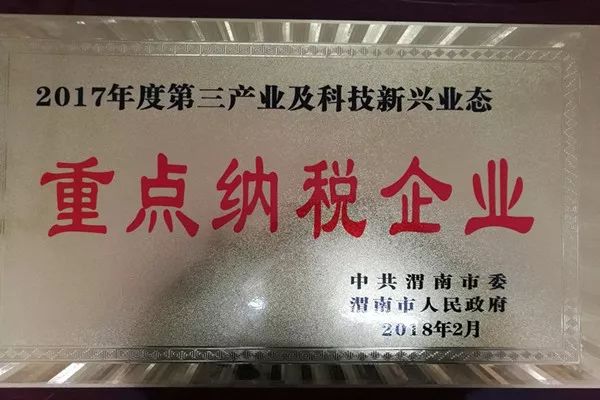 2017年度第三产业及科技新兴业态
重点纳税企业
中共渭南市委
渭南市人民政府
2018年2月